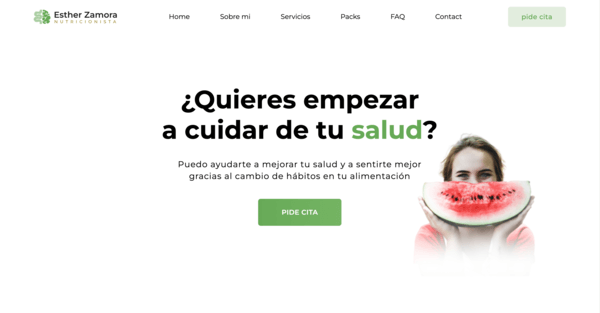 Esther Zamora
NUTRICIONISTA
Home
Sobre mi
Servicios
Packs
FAQ
Contact
pide cita
¿Quieres empezar
a cuidar de tu salud?
Puedo ayudarte a mejorar tu salud y a sentirte mejor
gracias al cambio de hábitos en tu alimentación
PIDE CITA